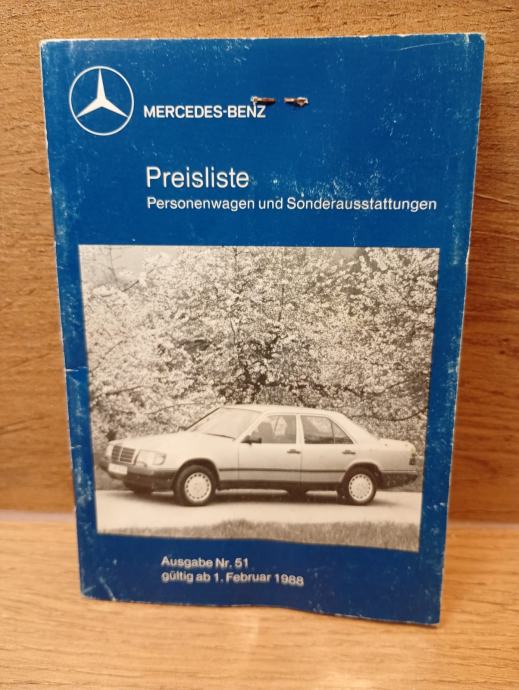 MERCEDES-BENZ
Preisliste
Personenwagen und Sonderausstattungen
Ausgabe Nr. 51
gültig ab 1. Februar 1988